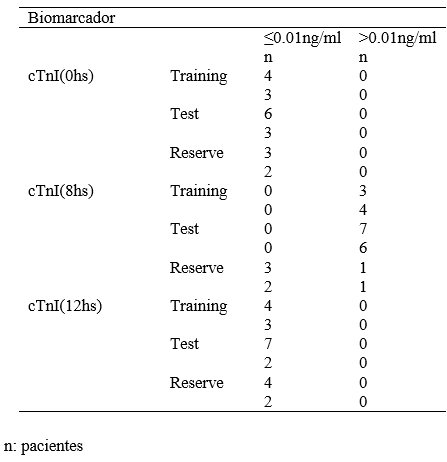 Biomarcador
≤0.01ng/ml >0.01ng/ml
n n
cTnI(0hs) Training 4 0
3 0
Test 6 0
3 0
Reserve 3 0
2 0
cTnI(8hs) Training 0 3
0 4
Test 0 7
0 6
Reserve 3 1
2 1
cTnI(12hs) Training 4 0
3 0
Test 7 0
2 0
Reserve 4 0
2 0
n: pacientes